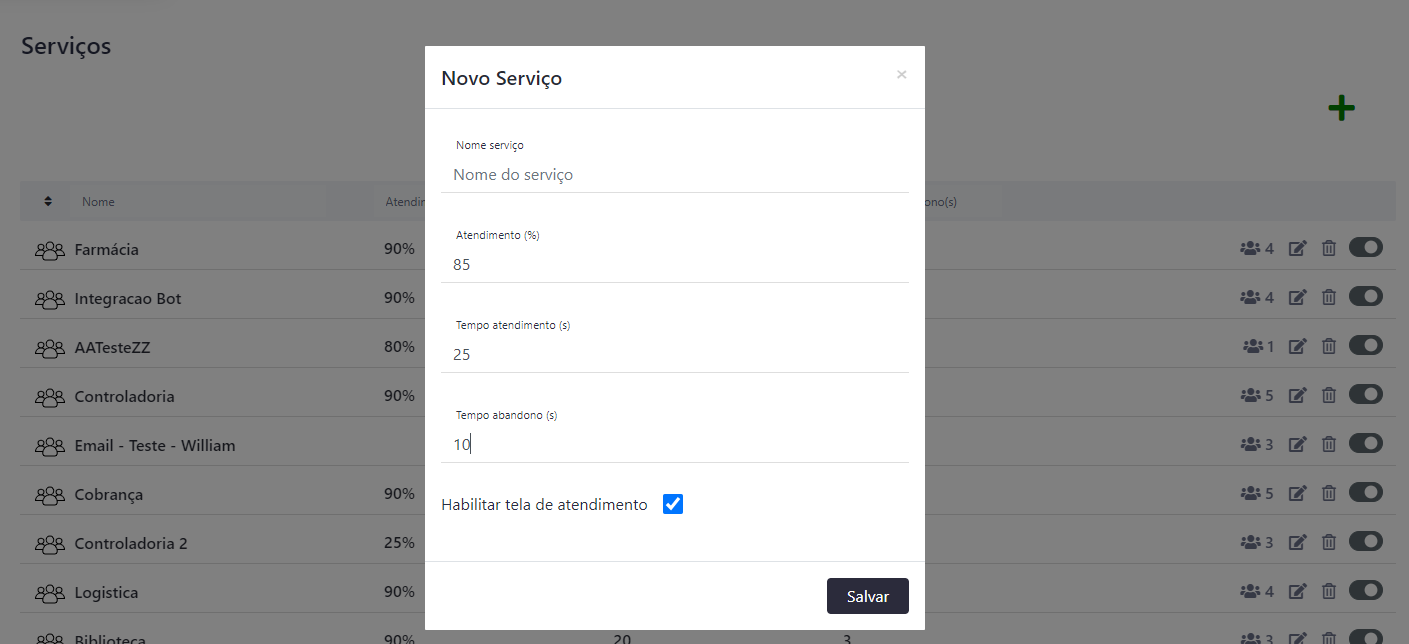 Serviços
Novo Serviço
×
Nome serviço
Nome do serviço
Nome
Atendim
ono(s)
Atendimento (%)
85
Farmácia 90% 4
Integracao Bot 90% 4
Tempo atendimento (s)
25
AATesteZZ 80% 1
Controladoria 90% 5
Tempo abandono (s)
10
Email - Teste - William 3
Cobrança 90% 5
Habilitar tela de atendimento
Controladoria 2 25% 3
Logistica 90% 4
Salvar
Biblioteca 90% 20 3 3